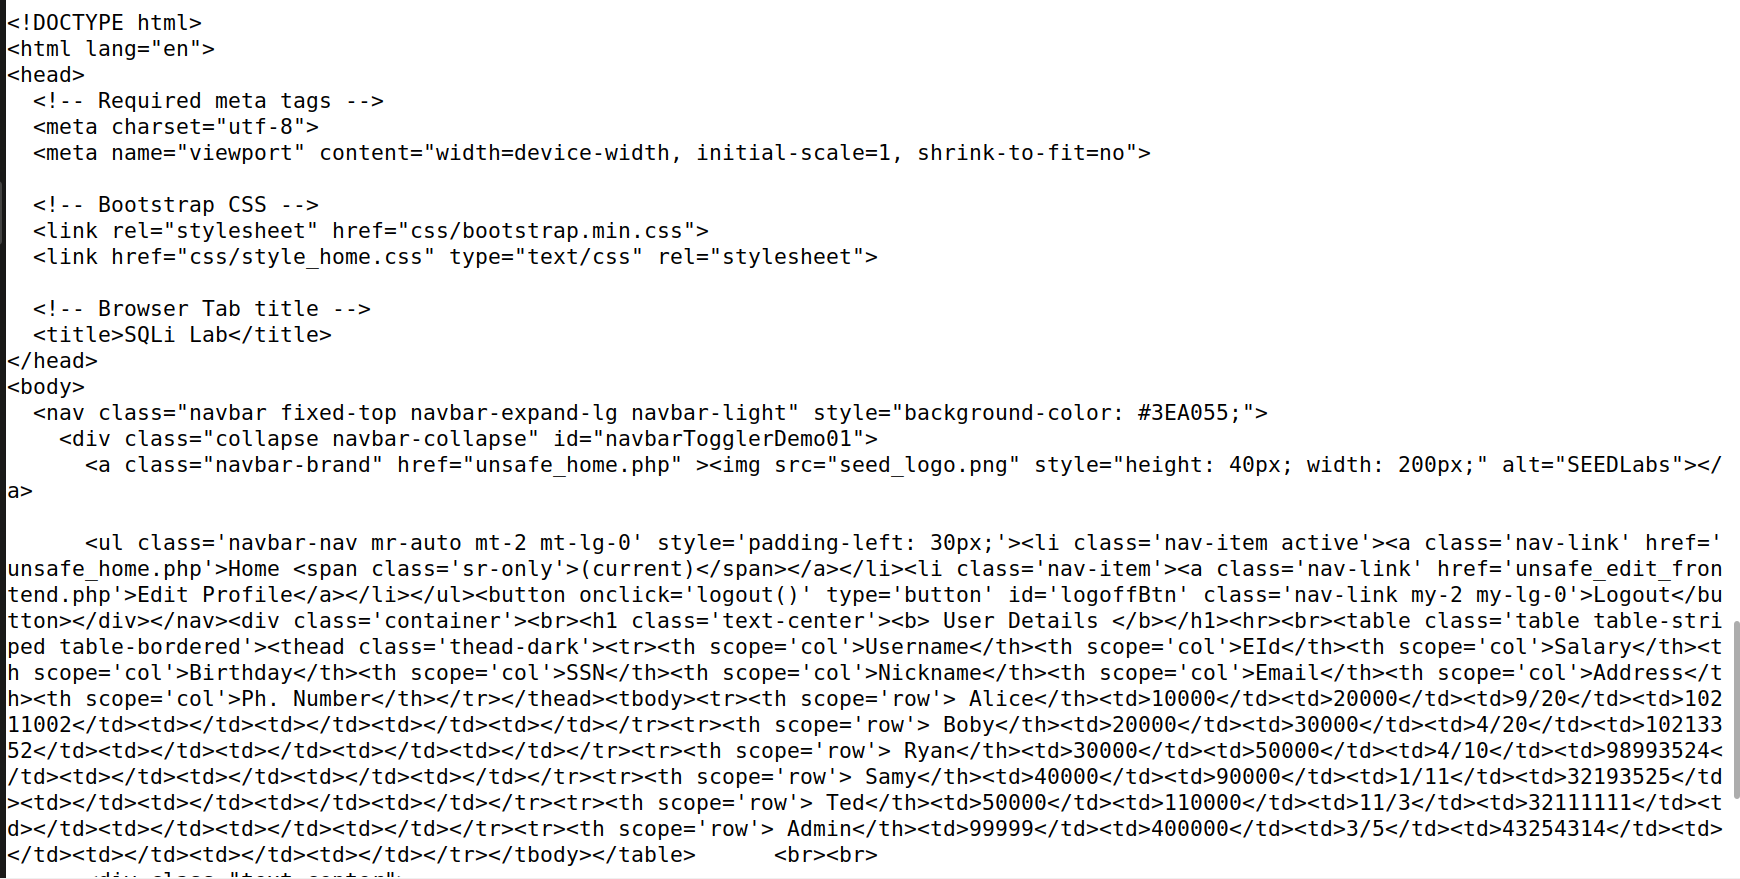 <!DOCTYPE html>
<html lang="en">
<head>
  <!-- Required meta tags -->
  <meta charset="utf-8">
  <meta name="viewport" content="width=device-width, initial-scale=1, shrink-to-fit=no">

  <!-- Bootstrap CSS -->
  <link rel="stylesheet" href="css/bootstrap.min.css">
  <link href="css/style_home.css" type="text/css" rel="stylesheet">

  <!-- Browser Tab title -->
  <title>SQLi Lab</title>
</head>
<body>
  <nav class="navbar fixed-top navbar-expand-lg navbar-light" style="background-color: #3EA055;">
    <div class="collapse navbar-collapse" id="navbarTogglerDemo01">
      <a class="navbar-brand" href="unsafe_home.php" ><img src="seed_logo.png" style="height: 40px; width: 200px;" alt="SEEDLabs"></
a>

      <ul class='navbar-nav mr-auto mt-2 mt-lg-0' style='padding-left: 30px;'><li class='nav-item active'><a class='nav-link' href='
unsafe_home.php'>Home <span class='sr-only'>(current)</span></a></li><li class='nav-item'><a class='nav-link' href='unsafe_edit_fron
tend.php'>Edit Profile</a></li></ul><button onclick='logout()' type='button' id='logoffBtn' class='nav-link my-2 my-lg-0'>Logout</bu
tton></div></nav><div class='container'><br><h1 class='text-center'><b> User Details </b></h1><hr><br><table class='table table-stri
ped table-bordered'><thead class='thead-dark'><tr><th scope='col'>Username</th><th scope='col'>EId</th><th scope='col'>Salary</th><t
h scope='col'>Birthday</th><th scope='col'>SSN</th><th scope='col'>Nickname</th><th scope='col'>Email</th><th scope='col'>Address</t
h><th scope='col'>Ph. Number</th></tr></thead><tbody><tr><th scope='row'> Alice</th><td>10000</td><td>20000</td><td>9/20</td><td>102
11002</td><td></td><td></td><td></td><td></td></tr><tr><th scope='row'> Boby</th><td>20000</td><td>30000</td><td>4/20</td><td>102133
52</td><td></td><td></td><td></td><td></td></tr><tr><th scope='row'> Ryan</th><td>30000</td><td>50000</td><td>4/10</td><td>98993524<
/td><td></td><td></td><td></td><td></td></tr><tr><th scope='row'> Samy</th><td>40000</td><td>90000</td><td>1/11</td><td>32193525</td
><td></td><td></td><td></td><td></td></tr><tr><th scope='row'> Ted</th><td>50000</td><td>110000</td><td>11/3</td><td>32111111</td><t
d></td><td></td><td></td><td></td></tr><tr><th scope='row'> Admin</th><td>99999</td><td>400000</td><td>3/5</td><td>43254314</td><td>
</td><td></td><td></td><td></td></tr></tbody></table>      <br><br>
      <div class="text-center">